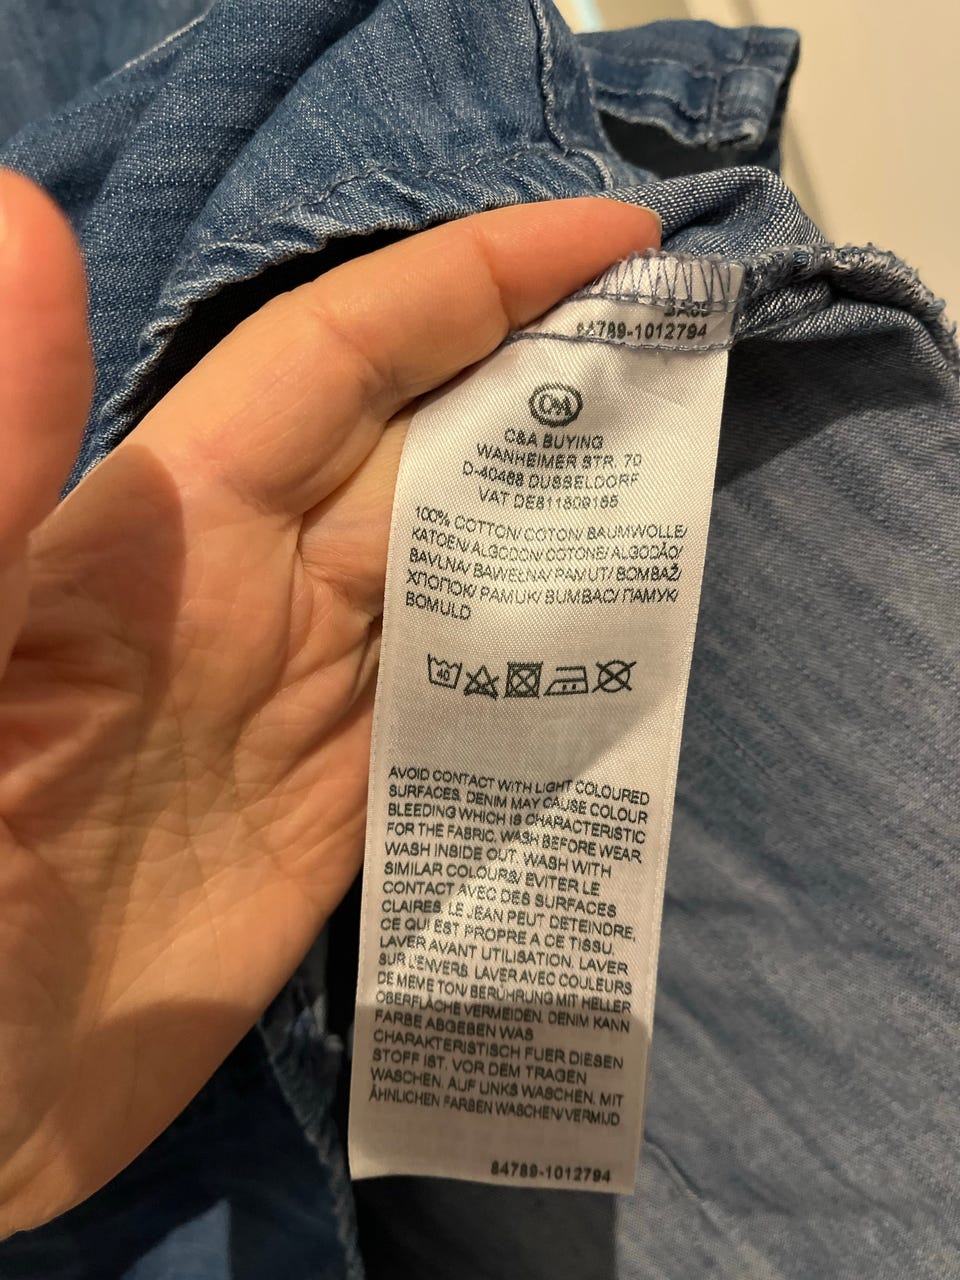 84789-1012794
C&A
C&A BUYING
WANHEIMER STR. 70
D-40468 DUSSELDORF
VAT DE811809165
100% COTTON/ COTON/ BAUMWOLLE/
KATOEN/ ALGODON/ COTONE/ ALGODÃO/
BAVLNA/ BAWEŁNA/ PAMUT/ BOMBAŽ/
ХЛОПОК/ PAMUK/ BUMBAC/ ПАМУК/
BOMULD
40
AVOID CONTACT WITH LIGHT COLOURED
SURFACES. DENIM MAY CAUSE COLOUR
BLEEDING WHICH IS CHARACTERISTIC
FOR THE FABRIC. WASH BEFORE WEAR.
WASH INSIDE OUT. WASH WITH
SIMILAR COLOURS/ EVITER LE
CONTACT AVEC DES SURFACES
CLAIRES. LE JEAN PEUT DETEINDRE,
CE QUI EST PROPRE A CE TISSU.
LAVER AVANT UTILISATION. LAVER
SUR L'ENVERS. LAVER AVEC COULEURS
DE MEME TON/ BERÜHRUNG MIT HELLER
OBERFLÄCHE VERMEIDEN. DENIM KANN
FARBE ABGEBEN WAS
CHARAKTERISTISCH FUER DIESEN
STOFF IST. VOR DEM TRAGEN
WASCHEN. AUF LINKS WASCHEN. MIT
ÄHNLICHEN FARBEN WASCHEN/ VERMIJD
84789-1012794